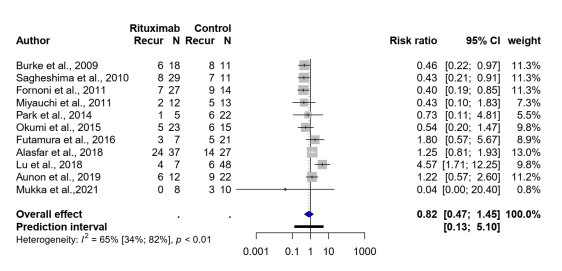 Rituximab Control
Author Recur N Recur N Risk ratio 95% CI weight
Burke et al., 2009 6 18 8 11 0.46 [0.22; 0.97] 11.3%
Sagheshima et al., 2010 8 29 7 11 0.43 [0.21; 0.91] 11.3%
Fornoni et al., 2011 7 27 9 14 0.40 [0.19; 0.85] 11.3%
Miyauchi et al., 2011 2 12 5 13 0.43 [0.10; 1.83] 7.3%
Park et al., 2014 1 5 6 22 0.73 [0.11; 4.81] 5.5%
Okumi et al., 2015 5 23 6 15 0.54 [0.20; 1.47] 9.8%
Futamura et al., 2016 3 7 5 21 1.80 [0.57; 5.67] 8.9%
Alasfar et al., 2018 24 37 14 27 1.25 [0.81; 1.93] 13.0%
Lu et al., 2018 4 7 6 48 4.57 [1.71; 12.25] 9.8%
Aunon et al., 2019 6 12 9 22 1.22 [0.57; 2.60] 11.2%
Mukka et al.,2021 0 8 3 10 0.04 [0.00; 20.40] 0.8%
Overall effect . . 0.82 [0.47; 1.45] 100.0%
Prediction interval [0.13; 5.10]
Heterogeneity: I² = 65% [34%; 82%], p < 0.01
0.001 0.1 1 10 1000